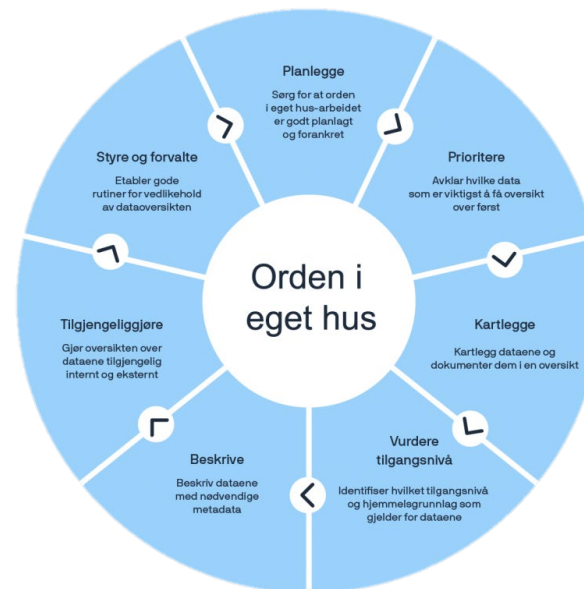 Planlegge
Sørg for at orden
i eget hus-arbeidet
er godt planlagt
og forankret
Prioritere
Avklar hvilke data
som er viktigst å få oversikt
over først
Kartlegge
Kartlegg dataene og
dokumenter dem i en oversikt
Vurdere
tilgangsnivå
Identifiser hvilket tilgangsnivå
og hjemmelsgrunnlag som
gjelder for dataene
Beskrive
Beskriv dataene
med nødvendige
metadata
Tilgjengeliggjøre
Gjør oversikten over
dataene tilgjengelig
internt og eksternt
Styre og forvalte
Etabler gode
rutiner for vedlikehold
av dataoversikten
Orden i
eget hus